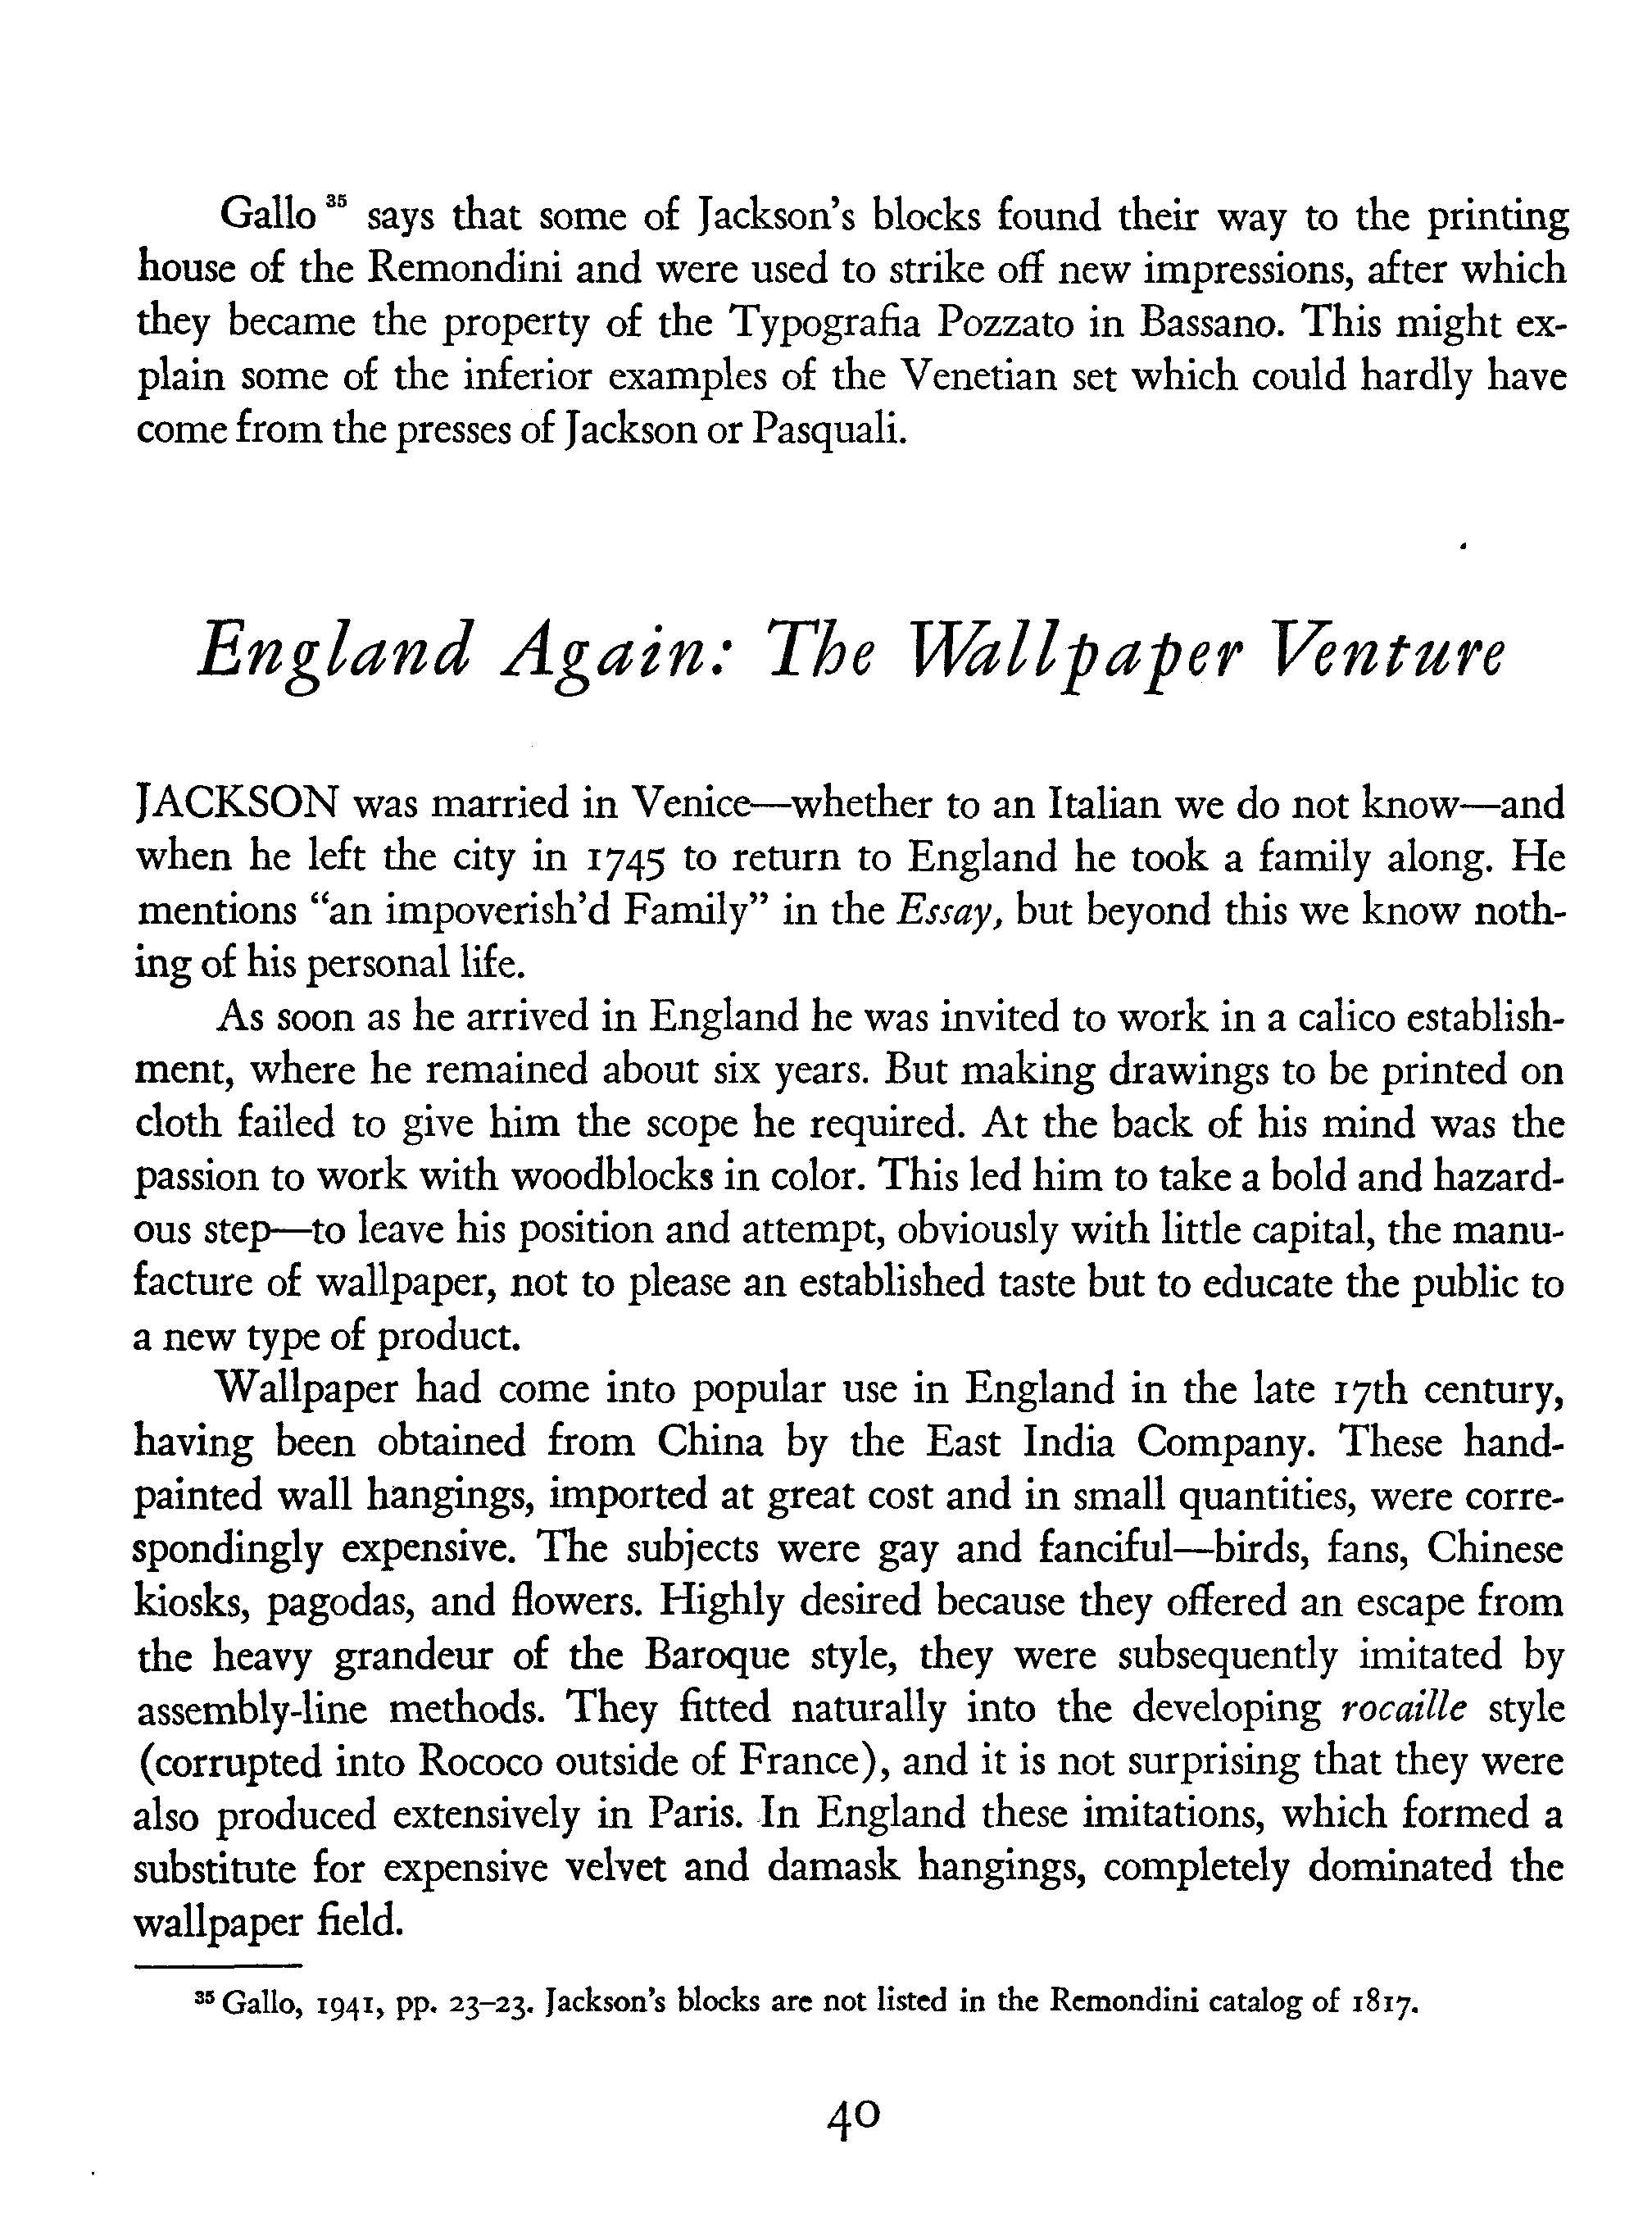 Gallo 35 says that some of Jackson's blocks found their way to the printing
house of the Remondini and were used to strike off new impressions, after which
they became the property of the Typografia Pozzato in Bassano. This might ex-
plain some of the inferior examples of the Venetian set which could hardly have
come from the presses of Jackson or Pasquali.
England Again: The Wallpaper Venture
JACKSON was married in Venice—whether to an Italian we do not know—and
when he left the city in 1745 to return to England he took a family along. He
mentions “an impoverish'd Family” in the Essay, but beyond this we know noth-
ing of his personal life.
As soon as he arrived in England he was invited to work in a calico establish-
ment, where he remained about six years. But making drawings to be printed on
cloth failed to give him the scope he required. At the back of his mind was the
passion to work with woodblocks in color. This led him to take a bold and hazard-
ous step—to leave his position and attempt, obviously with little capital, the manu-
facture of wallpaper, not to please an established taste but to educate the public to
a new type of product.
Wallpaper had come into popular use in England in the late 17th century,
having been obtained from China by the East India Company. These hand-
painted wall hangings, imported at great cost and in small quantities, were corre-
spondingly expensive. The subjects were gay and fanciful—birds, fans, Chinese
kiosks, pagodas, and flowers. Highly desired because they offered an escape from
the heavy grandeur of the Baroque style, they were subsequently imitated by
assembly-line methods. They fitted naturally into the developing rocaille style
(corrupted into Rococo outside of France), and it is not surprising that they were
also produced extensively in Paris. In England these imitations, which formed a
substitute for expensive velvet and damask hangings, completely dominated the
wallpaper field.
35 Gallo, 1941, pp. 23–23. Jackson's blocks are not listed in the Remondini catalog of 1817.
40